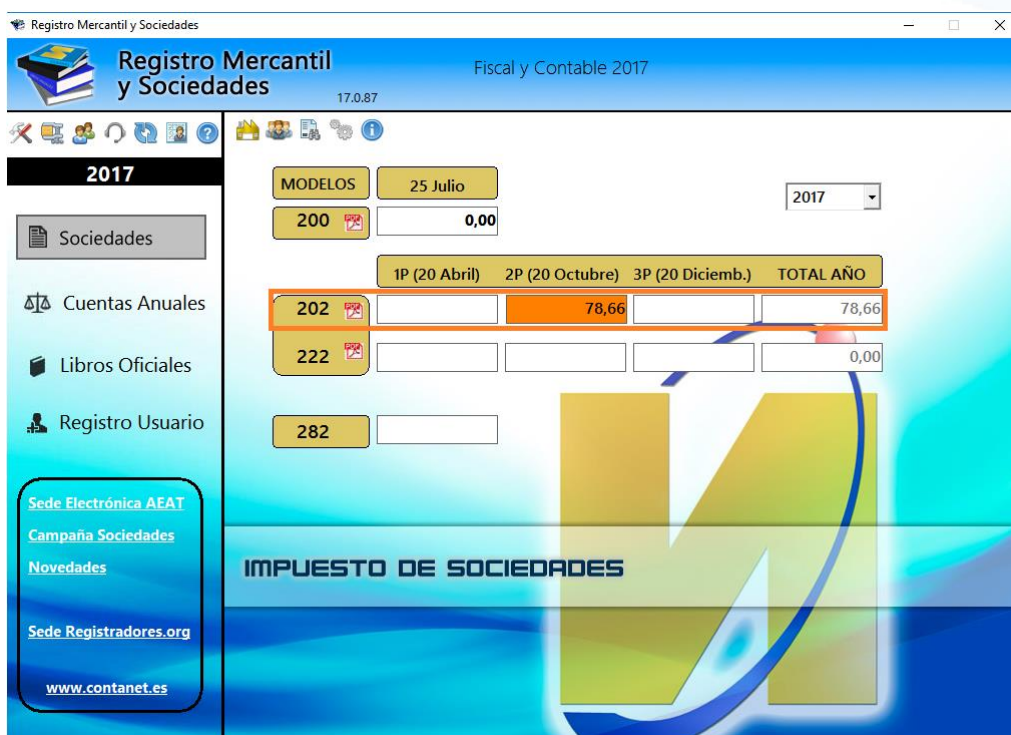 Registro Mercantil y Sociedades
Registro Mercantil
y Sociedades
17.0.87
Fiscal y Contable 2017
2017
Sociedades
Cuentas Anuales
Libros Oficiales
Registro Usuario
Sede Electrónica AEAT
Campaña Sociedades
Novedades
Sede Registradores.org
www.contanet.es
MODELOS 25 Julio
2017
200 0,00
1P (20 Abril) 2P (20 Octubre) 3P (20 Diciemb.) TOTAL AÑO
202 78,66 78,66
222 0,00
282
IMPUESTO DE SOCIEDADES